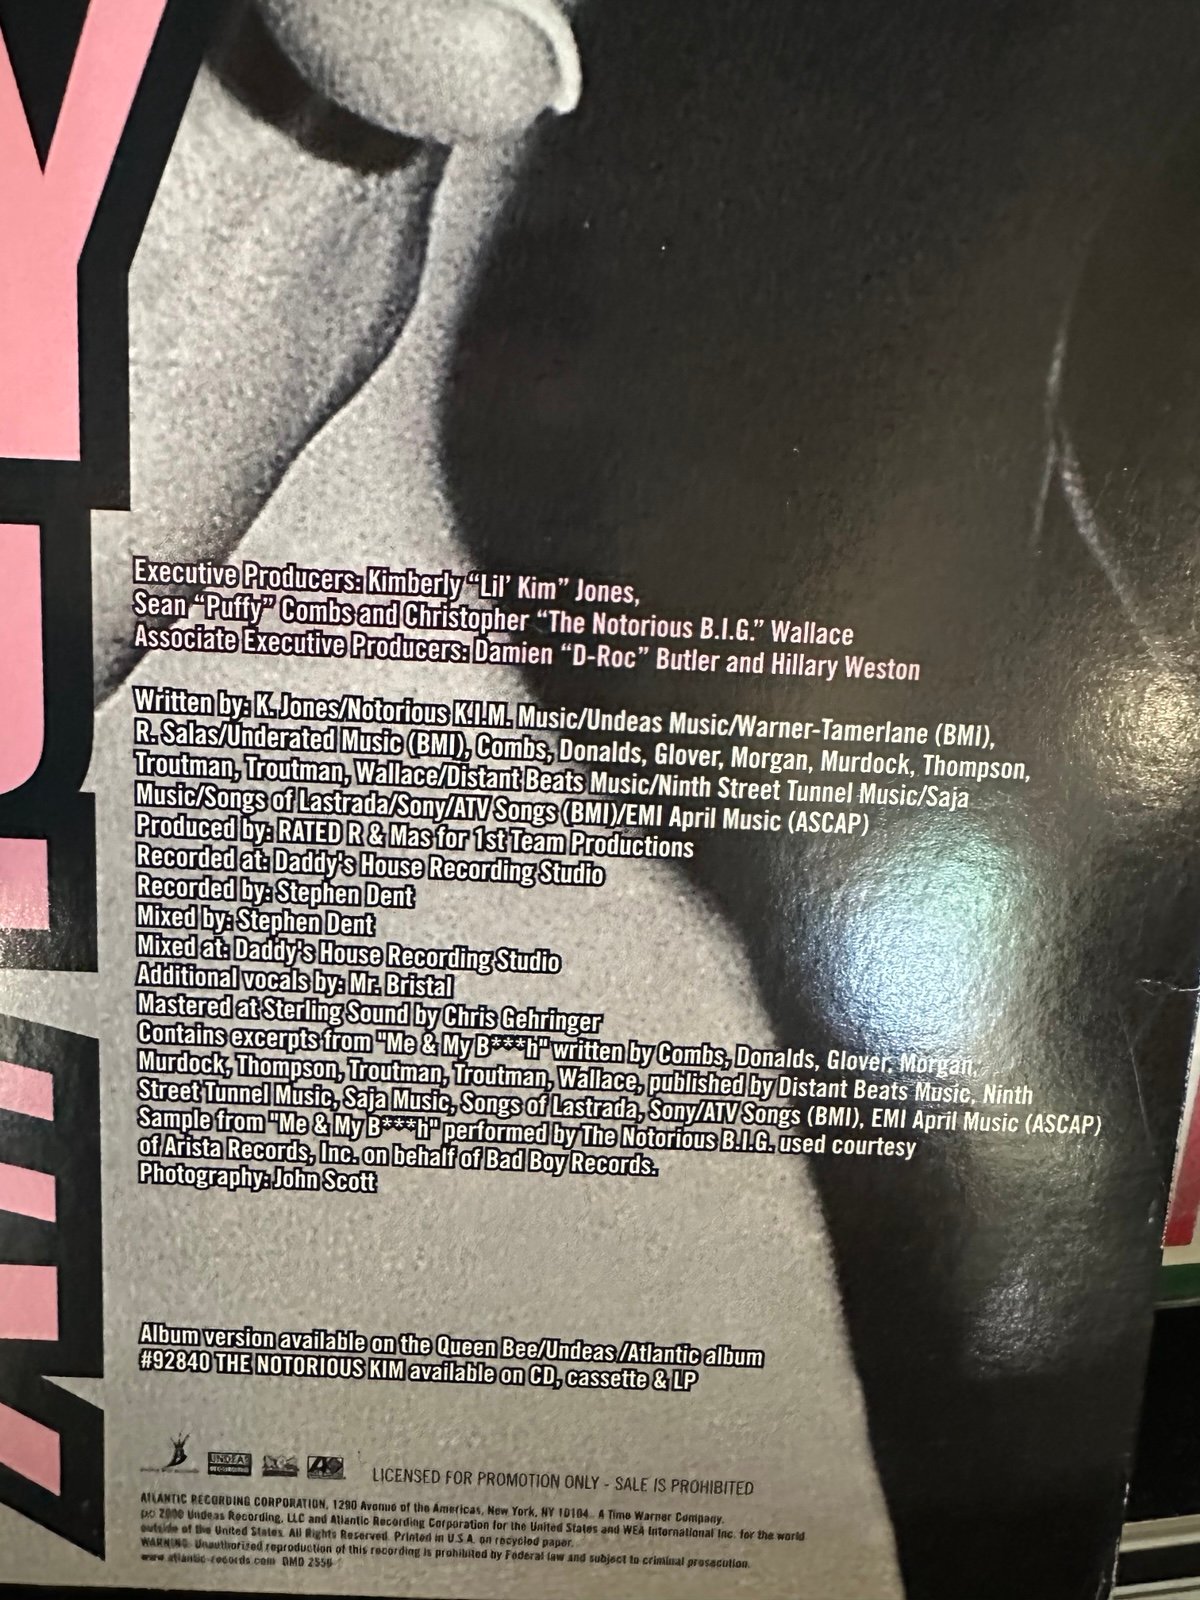 Executive Producers: Kimberly “Lil’ Kim” Jones,
Sean “Puffy” Combs and Christopher “The Notorious B.I.G.” Wallace
Associate Executive Producers: Damien “D-Roc” Butler and Hillary Weston
Written by: K. Jones/Notorious K.I.M. Music/Undeas Music/Warner-Tamerlane (BMI),
R. Salas/Underated Music (BMI), Combs, Donalds, Glover, Morgan, Murdock, Thompson,
Troutman, Troutman, Wallace/Distant Beats Music/Ninth Street Tunnel Music/Saja
Music/Songs of Lastrada/Sony/ATV Songs (BMI)/EMI April Music (ASCAP)
Produced by: RATED R & Mas for 1st Team Productions
Recorded at: Daddy's House Recording Studio
Recorded by: Stephen Dent
Mixed by: Stephen Dent
Mixed at: Daddy's House Recording Studio
Additional vocals by: Mr. Bristal
Mastered at Sterling Sound by Chris Gehringer
Contains excerpts from "Me & My B***h" written by Combs, Donalds, Glover, Morgan,
Murdock, Thompson, Troutman, Troutman, Wallace, published by Distant Beats Music, Ninth
Street Tunnel Music, Saja Music, Songs of Lastrada, Sony/ATV Songs (BMI), EMI April Music (ASCAP)
Sample from "Me & My B***h" performed by The Notorious B.I.G. used courtesy
of Arista Records, Inc. on behalf of Bad Boy Records.
Photography: John Scott
Album version available on the Queen Bee/Undeas /Atlantic album
#92840 THE NOTORIOUS KIM available on CD, cassette & LP
UNDEAS
LICENSED FOR PROMOTION ONLY - SALE IS PROHIBITED
ATLANTIC RECORDING CORPORATION, 1290 Avenue of the Americas, New York, NY 10104. A Time Warner Company.
2000 Undeas Recording, LLC and Atlantic Recording Corporation for the United States and WEA International Inc. for the world
outside of the United States. All Rights Reserved. Printed in U.S.A. on recycled paper.
WARNING: Unauthorized reproduction of this recording is prohibited by Federal law and subject to criminal prosecution.
www.atlantic-records.com DMD 2556